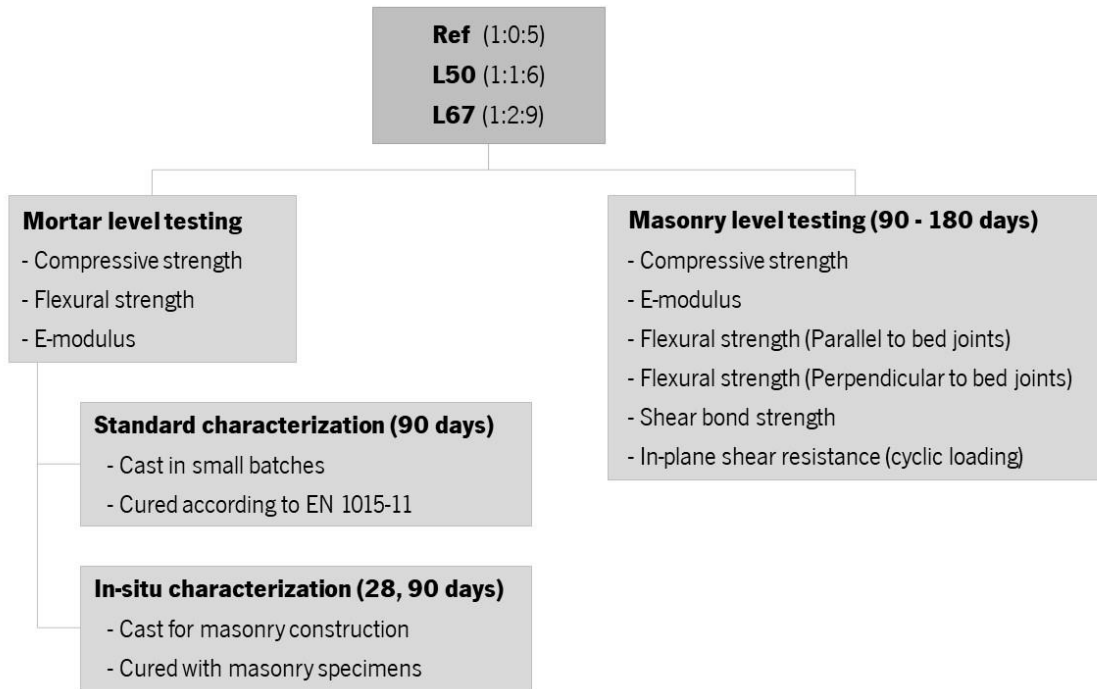 Ref (1:0:5)
L50 (1:1:6)
L67 (1:2:9)
Mortar level testing
- Compressive strength
- Flexural strength
- E-modulus
Standard characterization (90 days)
- Cast in small batches
- Cured according to EN 1015-11
In-situ characterization (28, 90 days)
- Cast for masonry construction
- Cured with masonry specimens
Masonry level testing (90 - 180 days)
- Compressive strength
- E-modulus
- Flexural strength (Parallel to bed joints)
- Flexural strength (Perpendicular to bed joints)
- Shear bond strength
- In-plane shear resistance (cyclic loading)